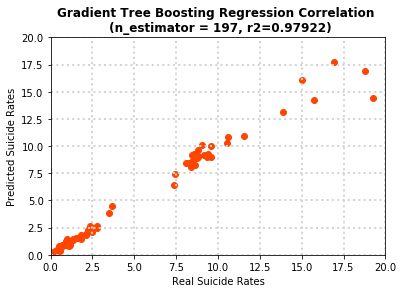 Gradient Tree Boosting Regression Correlation
(n_estimator = 197, r2=0.97922)
20.0
17.5
15.0
12.5
10.0
7.5
5.0
2.5
0.0
Predicted Suicide Rates
0.0 2.5 5.0 7.5 10.0 12.5 15.0 17.5 20.0
Real Suicide Rates